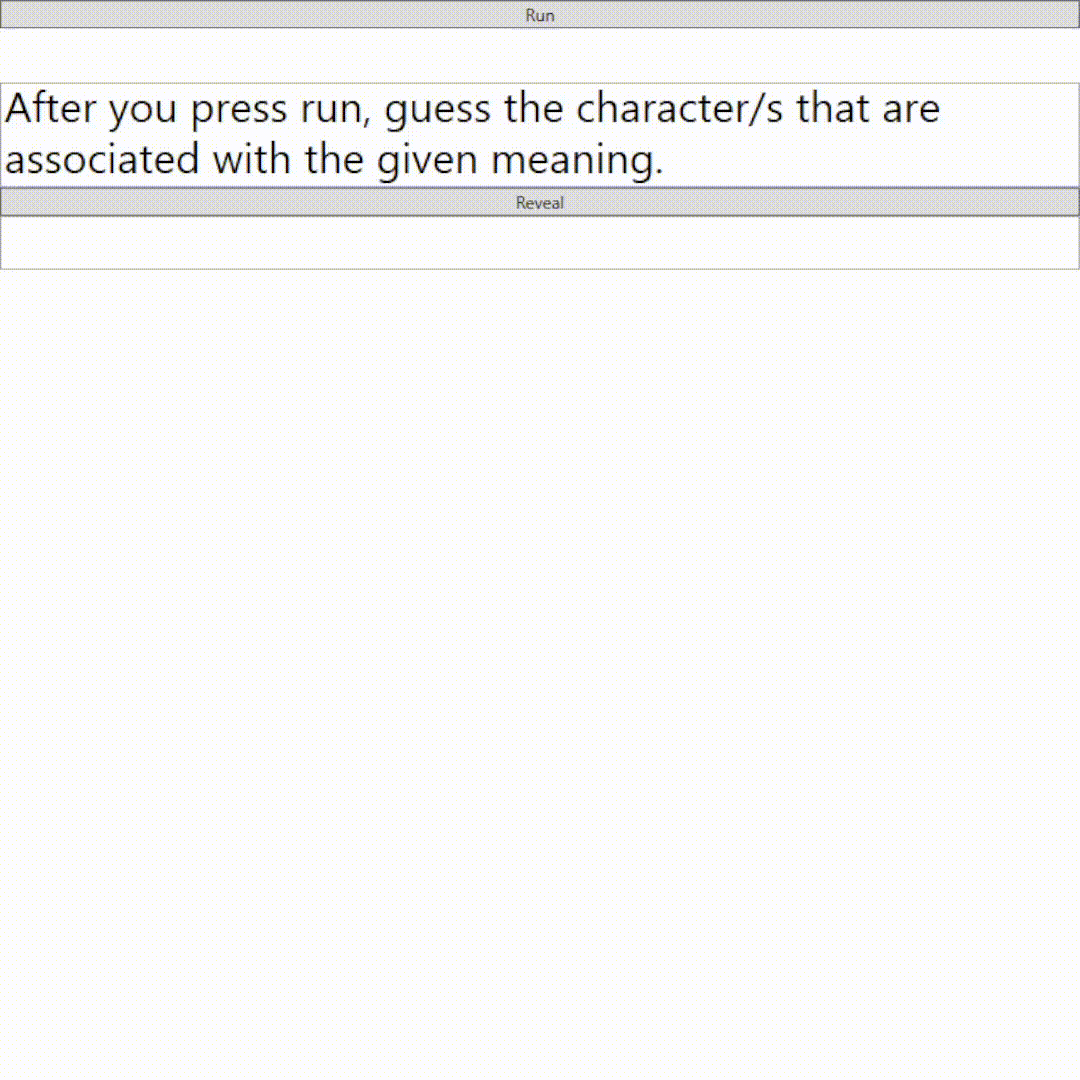 Run
After you press run, guess the character/s that are
associated with the given meaning.
Reveal